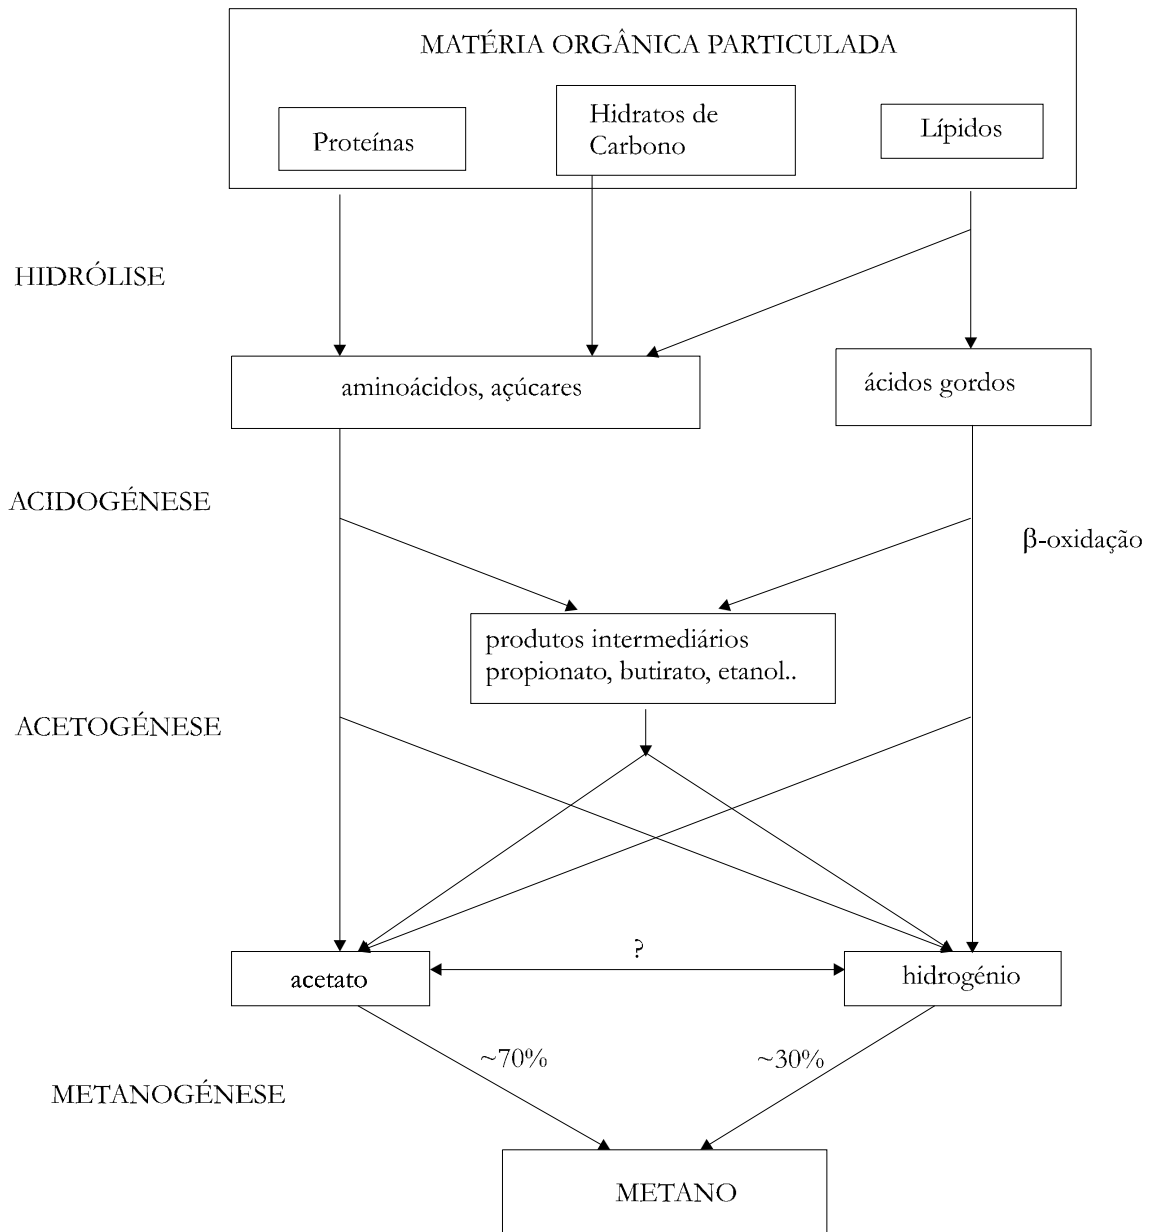 MATÉRIA ORGÂNICA PARTICULADA
Proteínas
Hidratos de
Carbono
Lípidos
HIDRÓLISE
aminoácidos, açúcares
ácidos gordos
ACIDOGÉNESE
β-oxidação
produtos intermediários
propionato, butirato, etanol..
ACETOGÉNESE
?
acetato
hidrogénio
~70%
~30%
METANOGÉNESE
METANO